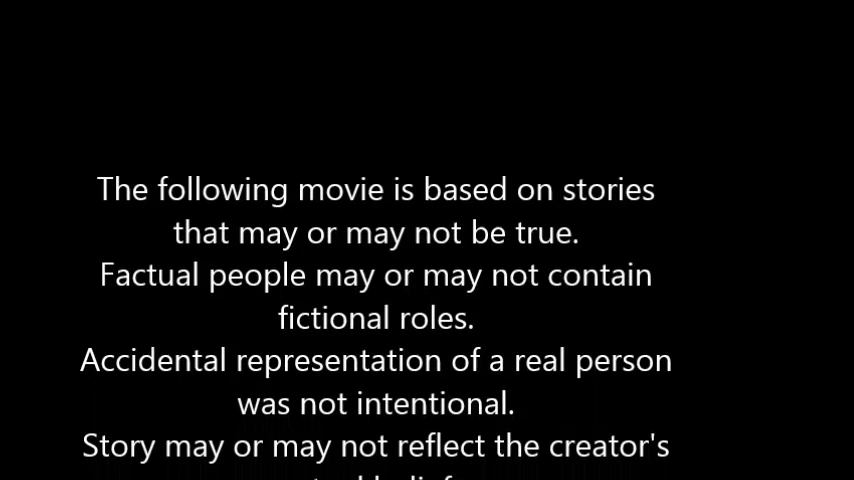 The following movie is based on stories
that may or may not be true.
Factual people may or may not contain
fictional roles.
Accidental representation of a real person
was not intentional.
Story may or may not reflect the creator's